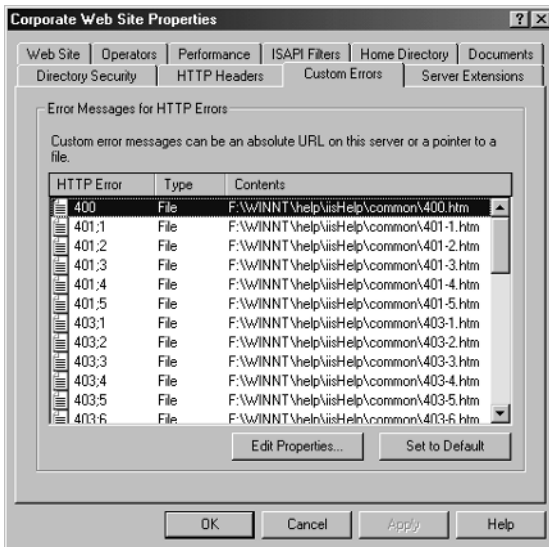 Corporate Web Site Properties
Web Site Operators Performance ISAPI Filters Home Directory Documents
Directory Security HTTP Headers Custom Errors Server Extensions
Error Messages for HTTP Errors
Custom error messages can be an absolute URL on this server or a pointer to a
file.
HTTP Error Type Contents
400 File F:\WINNT\help\iisHelp\common\400.htm
401;1 File F:\WINNT\help\iisHelp\common\401-1.htm
401;2 File F:\WINNT\help\iisHelp\common\401-2.htm
401;3 File F:\WINNT\help\iisHelp\common\401-3.htm
401;4 File F:\WINNT\help\iisHelp\common\401-4.htm
401;5 File F:\WINNT\help\iisHelp\common\401-5.htm
403;1 File F:\WINNT\help\iisHelp\common\403-1.htm
403;2 File F:\WINNT\help\iisHelp\common\403-2.htm
403;3 File F:\WINNT\help\iisHelp\common\403-3.htm
403;4 File F:\WINNT\help\iisHelp\common\403-4.htm
403;5 File F:\WINNT\help\iisHelp\common\403-5.htm
403;6 File F:\WINNT\help\iisHelp\common\403-6.htm
Edit Properties... Set to Default
OK Cancel Apply Help